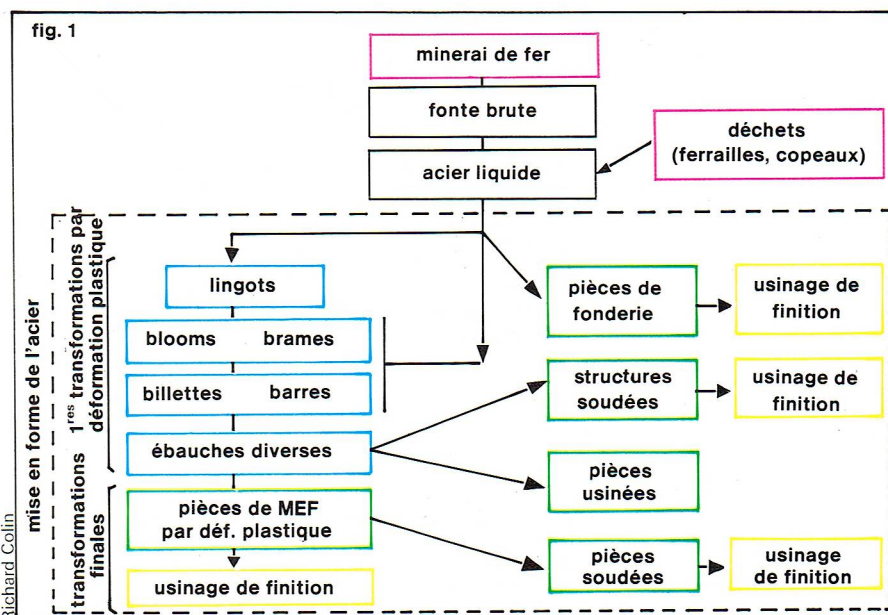 fig. 1
minerai de fer
fonte brute
déchets
(ferrailles, copeaux)
acier liquide
mise en forme de l'acier
1res transformations par
déformation plastique
lingots
blooms brames
billettes barres
ébauches diverses
pièces de
fonderie
usinage de
finition
structures
soudées
usinage de
finition
pièces
usinées
transformations
finales
pièces de MEF
par déf. plastique
usinage de finition
pièces
soudées
usinage
de finition
Richard Colin